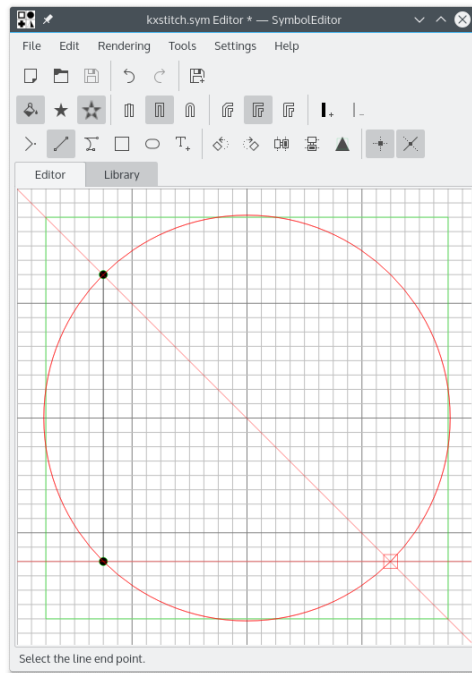 kxstitch.sym Editor * — SymbolEditor
File Edit Rendering Tools Settings Help
Editor Library
Select the line end point.